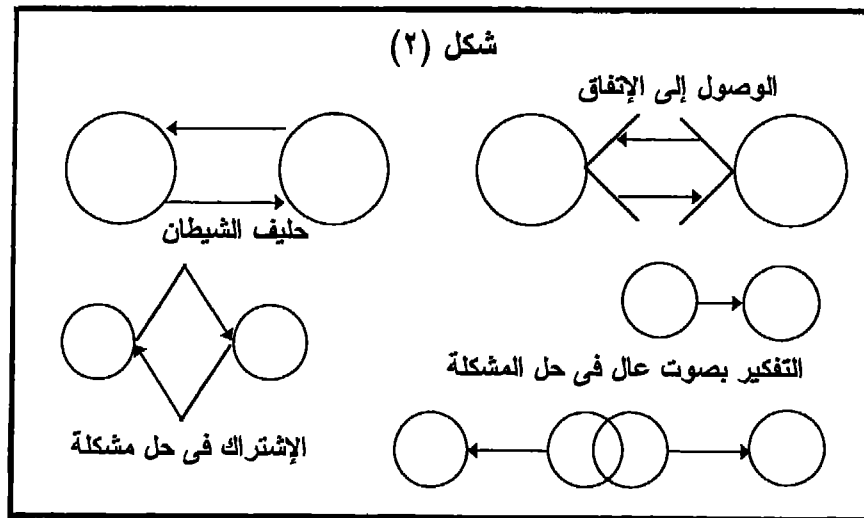 شكل (٢)
الوصول إلى الإتفاق
حليف الشيطان
التفكير بصوت عال فى حل المشكلة
الإشتراك فى حل مشكلة